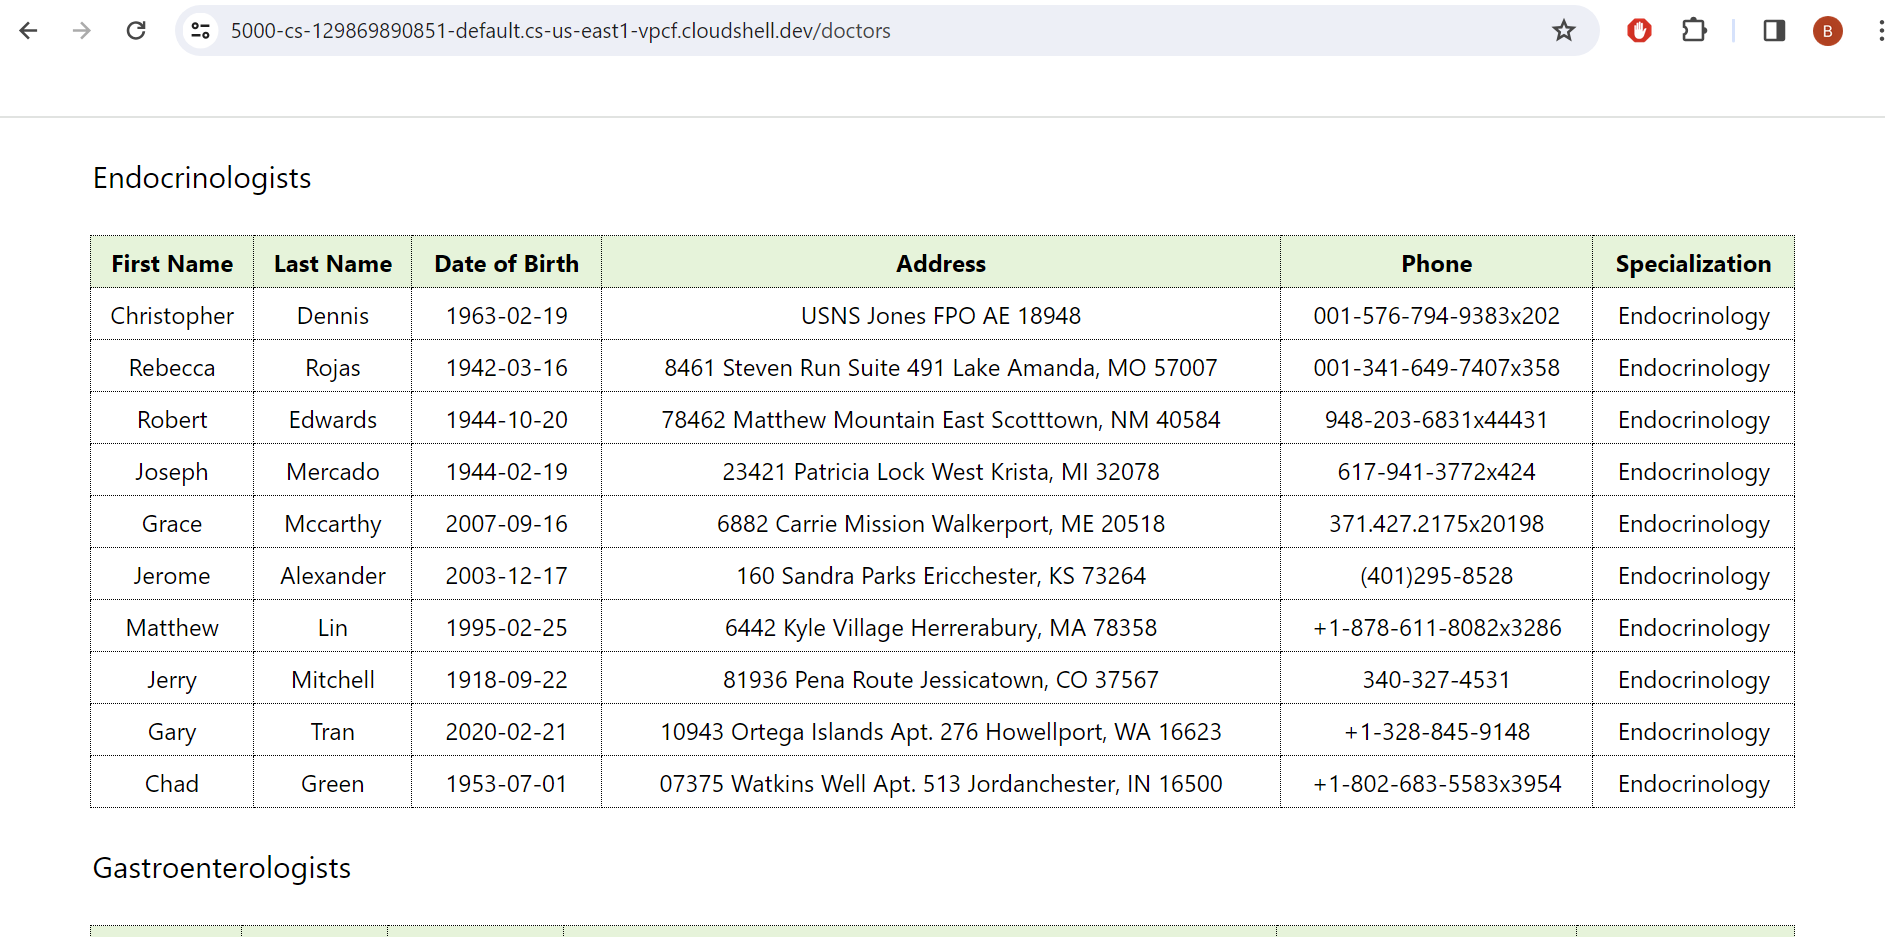 5000-cs-129869890851-default.cs-us-east1-vpcf.cloudshell.dev/doctors
B
Endocrinologists
First Name Last Name Date of Birth Address Phone Specialization
Christopher Dennis 1963-02-19 USNS Jones FPO AE 18948 001-576-794-9383x202 Endocrinology
Rebecca Rojas 1942-03-16 8461 Steven Run Suite 491 Lake Amanda, MO 57007 001-341-649-7407x358 Endocrinology
Robert Edwards 1944-10-20 78462 Matthew Mountain East Scotttown, NM 40584 948-203-6831x44431 Endocrinology
Joseph Mercado 1944-02-19 23421 Patricia Lock West Krista, MI 32078 617-941-3772x424 Endocrinology
Grace Mccarthy 2007-09-16 6882 Carrie Mission Walkerport, ME 20518 371.427.2175x20198 Endocrinology
Jerome Alexander 2003-12-17 160 Sandra Parks Ericchester, KS 73264 (401)295-8528 Endocrinology
Matthew Lin 1995-02-25 6442 Kyle Village Herrerabury, MA 78358 +1-878-611-8082x3286 Endocrinology
Jerry Mitchell 1918-09-22 81936 Pena Route Jessicatown, CO 37567 340-327-4531 Endocrinology
Gary Tran 2020-02-21 10943 Ortega Islands Apt. 276 Howellport, WA 16623 +1-328-845-9148 Endocrinology
Chad Green 1953-07-01 07375 Watkins Well Apt. 513 Jordanchester, IN 16500 +1-802-683-5583x3954 Endocrinology
Gastroenterologists